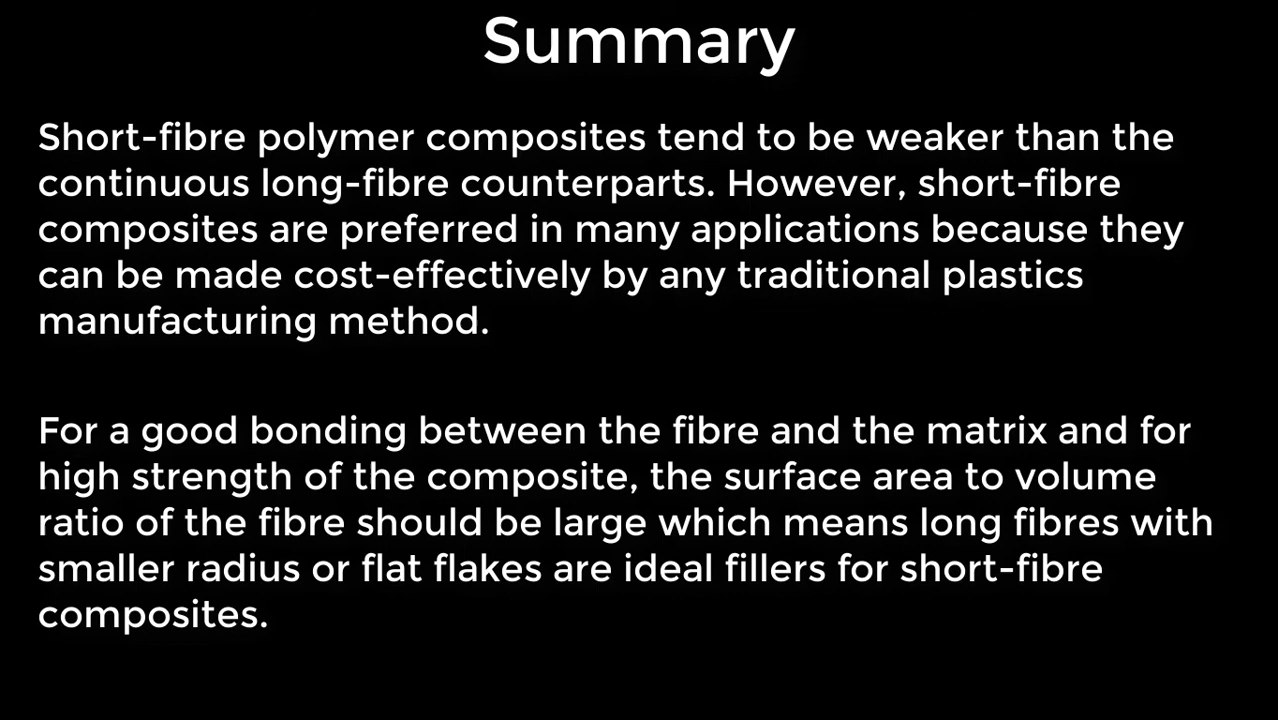 Summary
Short-fibre polymer composites tend to be weaker than the
continuous long-fibre counterparts. However, short-fibre
composites are preferred in many applications because they
can be made cost-effectively by any traditional plastics
manufacturing method.
For a good bonding between the fibre and the matrix and for
high strength of the composite, the surface area to volume
ratio of the fibre should be large which means long fibres with
smaller radius or flat flakes are ideal fillers for short-fibre
composites.